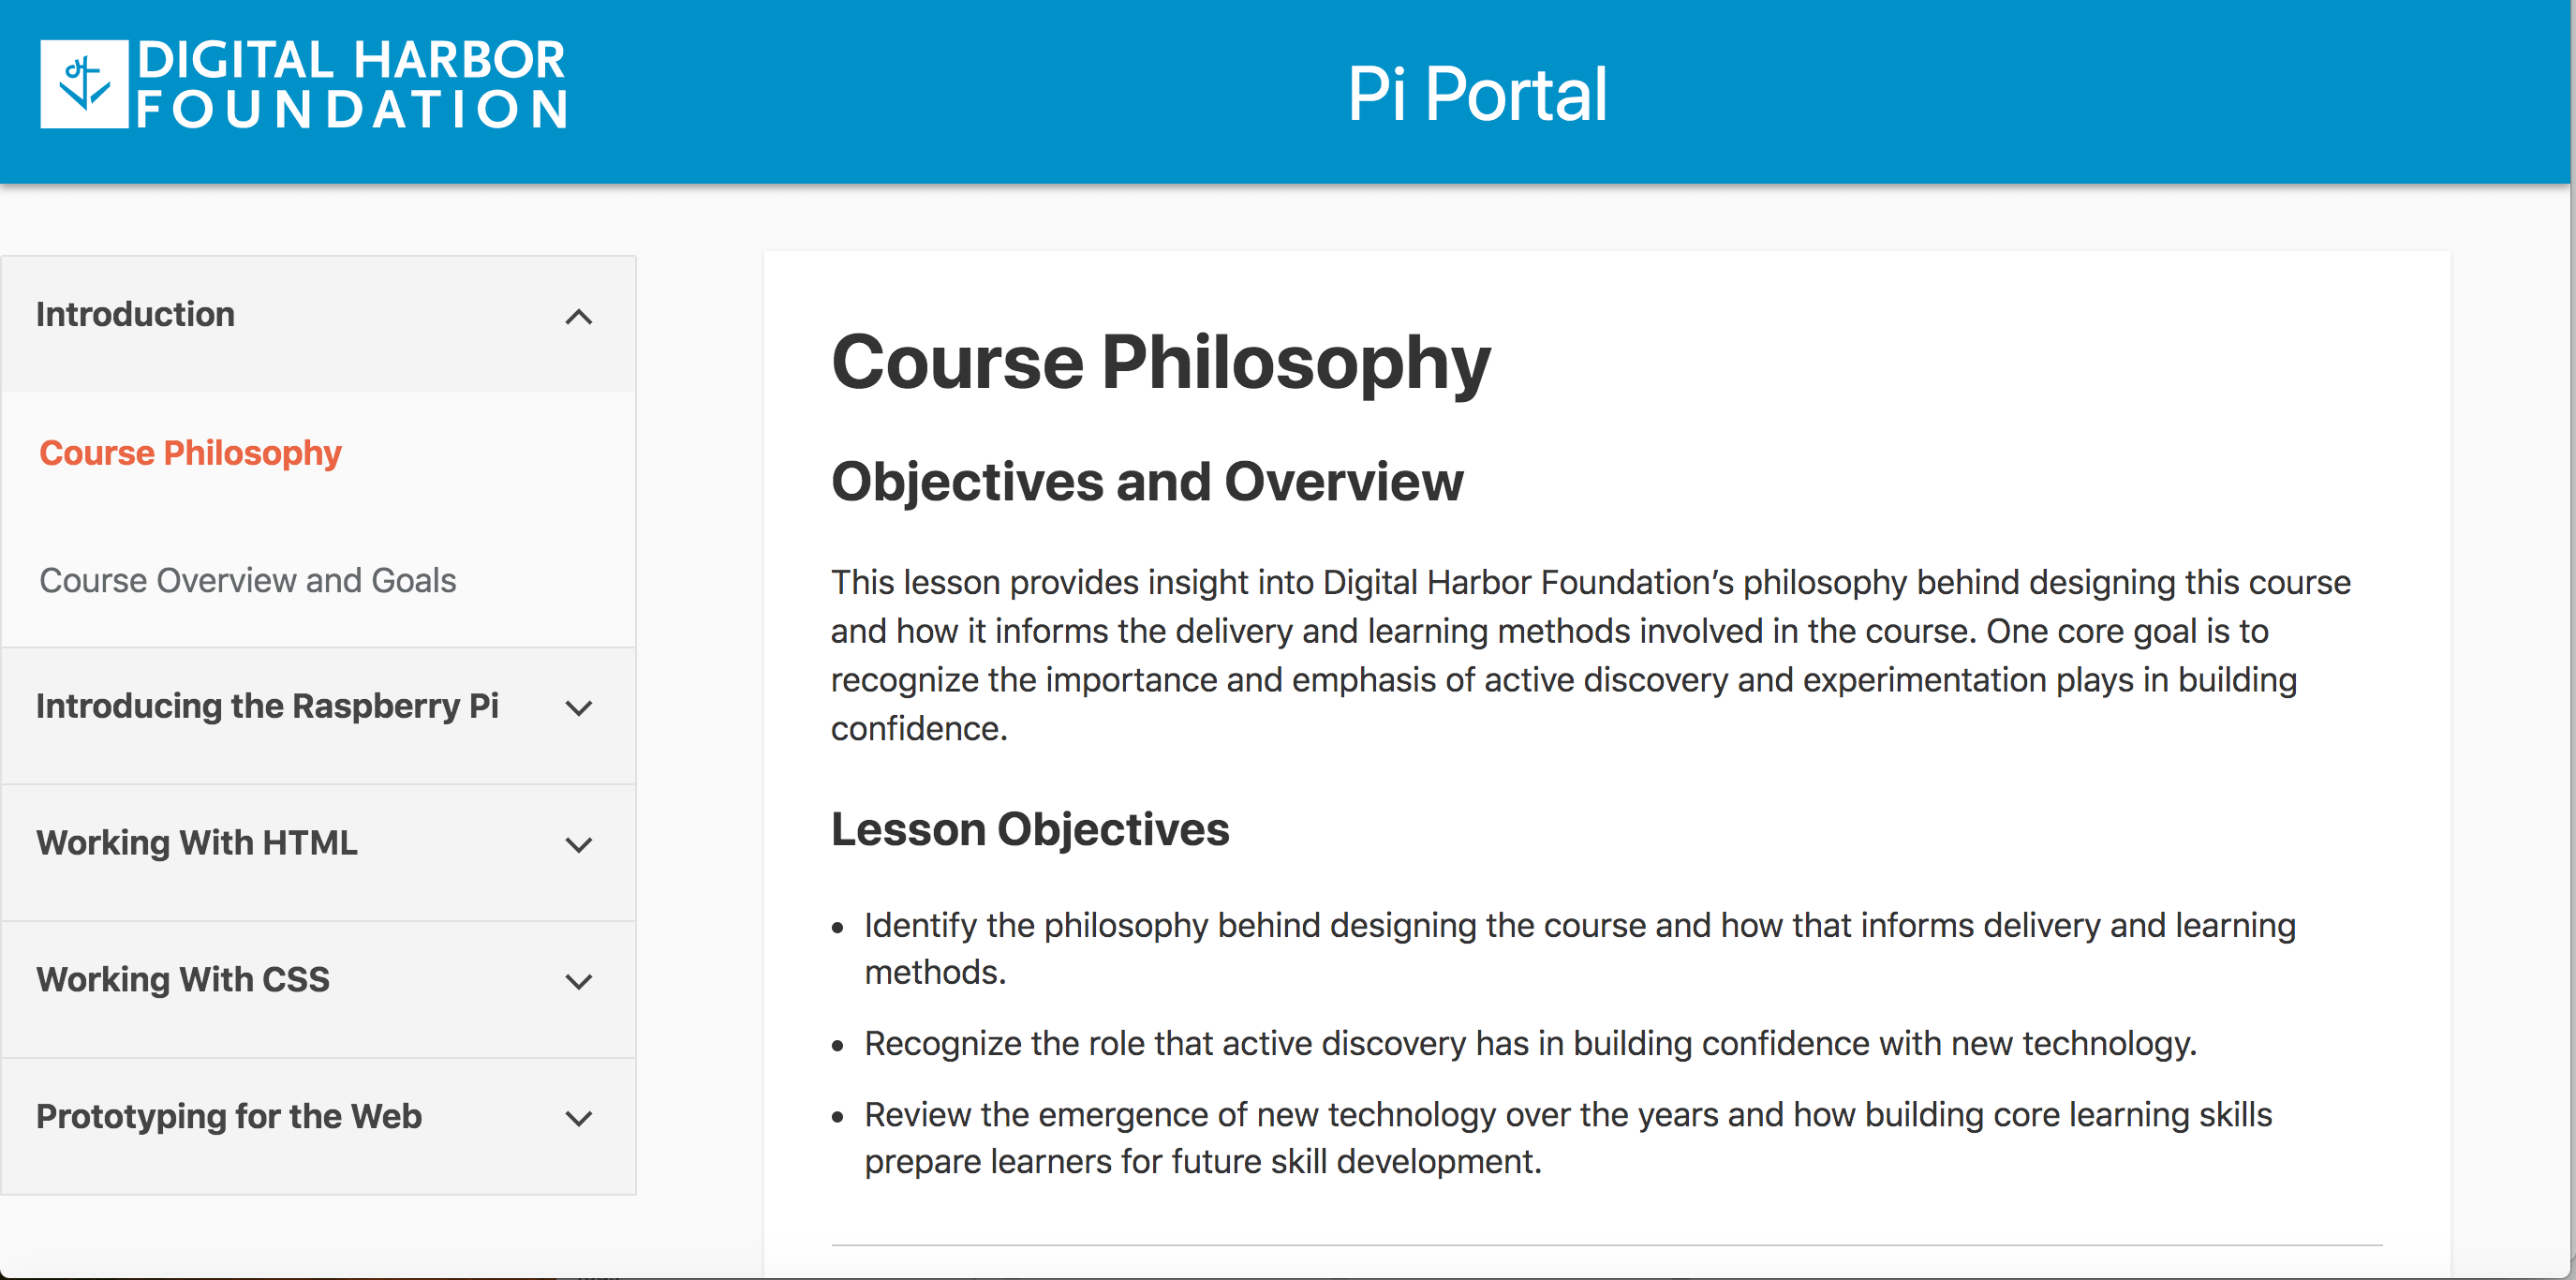 DIGITAL HARBOR
FOUNDATION
Pi Portal
Introduction
Course Philosophy
Course Overview and Goals
Introducing the Raspberry Pi
Working With HTML
Working With CSS
Prototyping for the Web
Course Philosophy
Objectives and Overview
This lesson provides insight into Digital Harbor Foundation’s philosophy behind designing this course
and how it informs the delivery and learning methods involved in the course. One core goal is to
recognize the importance and emphasis of active discovery and experimentation plays in building
confidence.
Lesson Objectives
• Identify the philosophy behind designing the course and how that informs delivery and learning
methods.
• Recognize the role that active discovery has in building confidence with new technology.
• Review the emergence of new technology over the years and how building core learning skills
prepare learners for future skill development.